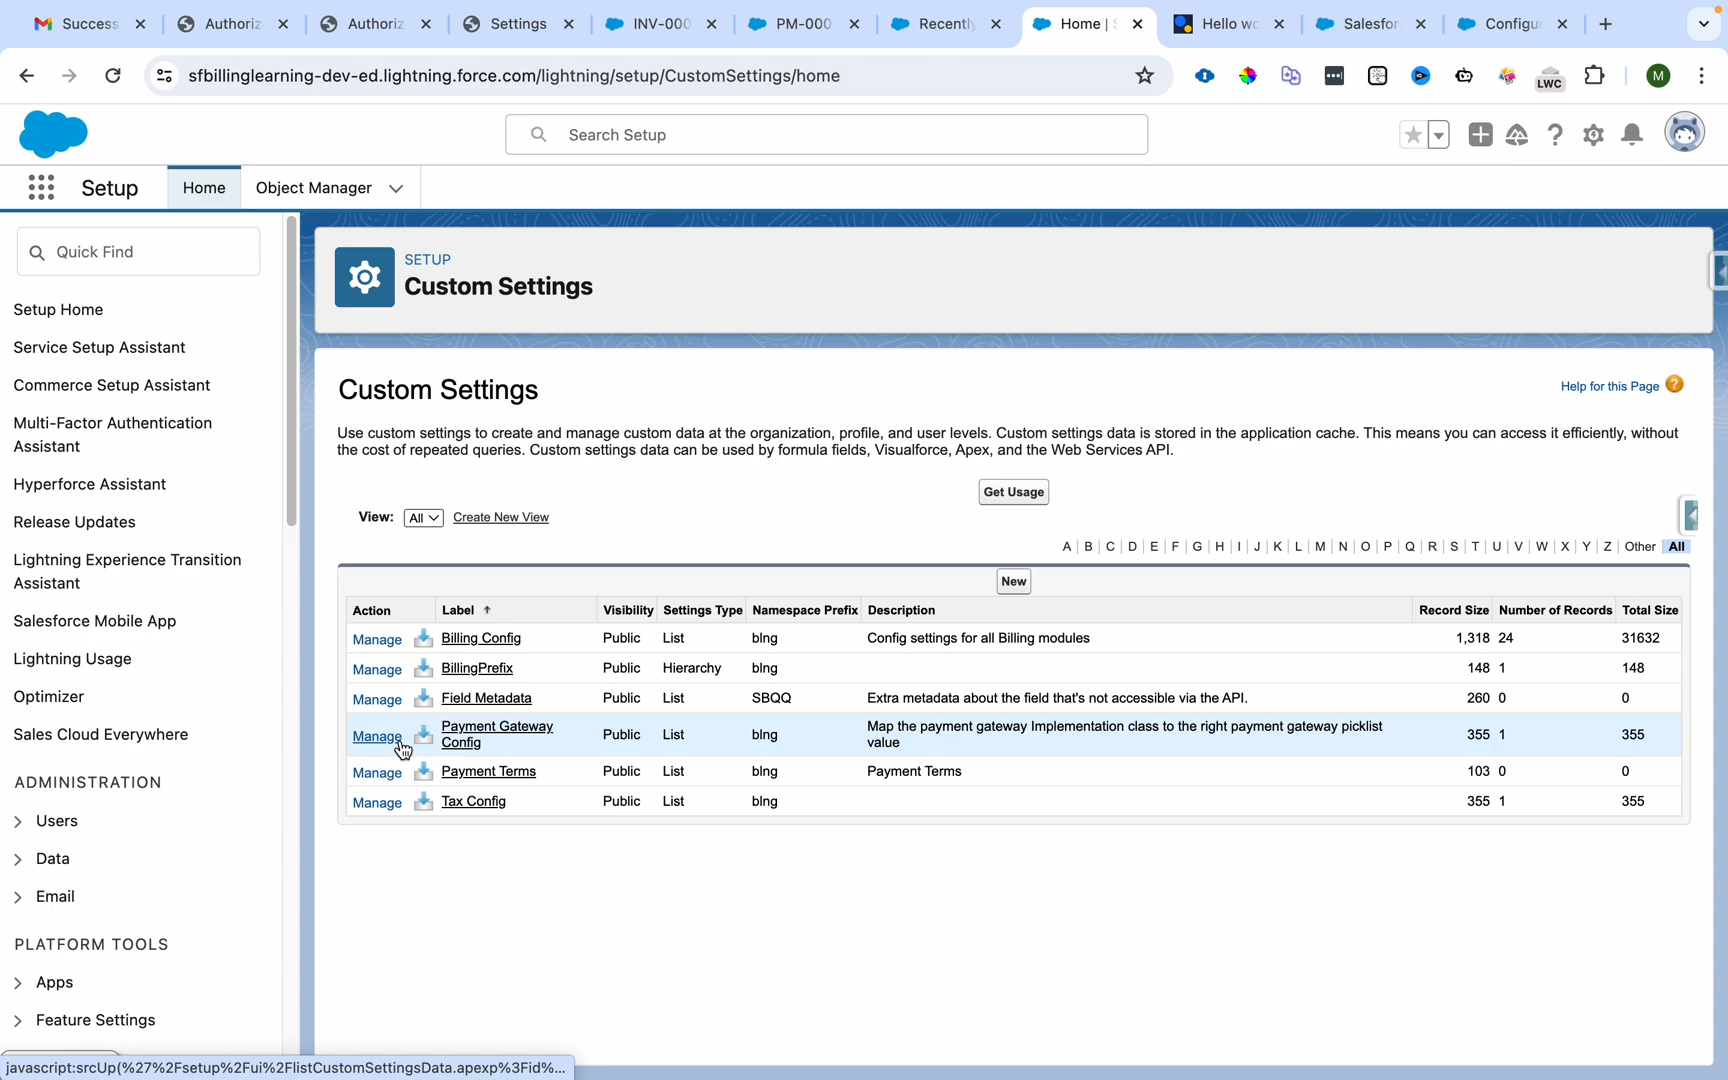 Success
Authoriz
Authoriz
Settings
INV-000
PM-000
Recently
Home | S
Hello wo
Salesfor
Configu
sfbillinglearning-dev-ed.lightning.force.com/lightning/setup/CustomSettings/home
LWC
M
Search Setup
Setup
Home
Object Manager
Quick Find
Setup Home
Service Setup Assistant
Commerce Setup Assistant
Multi-Factor Authentication
Assistant
Hyperforce Assistant
Release Updates
Lightning Experience Transition
Assistant
Salesforce Mobile App
Lightning Usage
Optimizer
Sales Cloud Everywhere
ADMINISTRATION
Users
Data
Email
PLATFORM TOOLS
Apps
Feature Settings
SETUP
Custom Settings
Custom Settings
Help for this Page
Use custom settings to create and manage custom data at the organization, profile, and user levels. Custom settings data is stored in the application cache. This means you can access it efficiently, without
the cost of repeated queries. Custom settings data can be used by formula fields, Visualforce, Apex, and the Web Services API.
Get Usage
View: All Create New View
A | B | C | D | E | F | G | H | I | J | K | L | M | N | O | P | Q | R | S | T | U | V | W | X | Y | Z | Other | All
New
Action Label Visibility Settings Type Namespace Prefix Description Record Size Number of Records Total Size
Manage Billing Config Public List blng Config settings for all Billing modules 1,318 24 31632
Manage BillingPrefix Public Hierarchy blng 148 1 148
Manage Field Metadata Public List SBQQ Extra metadata about the field that's not accessible via the API. 260 0 0
Manage Payment Gateway Config Public List blng Map the payment gateway Implementation class to the right payment gateway picklist value 355 1 355
Manage Payment Terms Public List blng Payment Terms 103 0 0
Manage Tax Config Public List blng 355 1 355
javascript:srcUp(%27%2Fsetup%2Fui%2FlistCustomSettingsData.apexp%3Fid%...